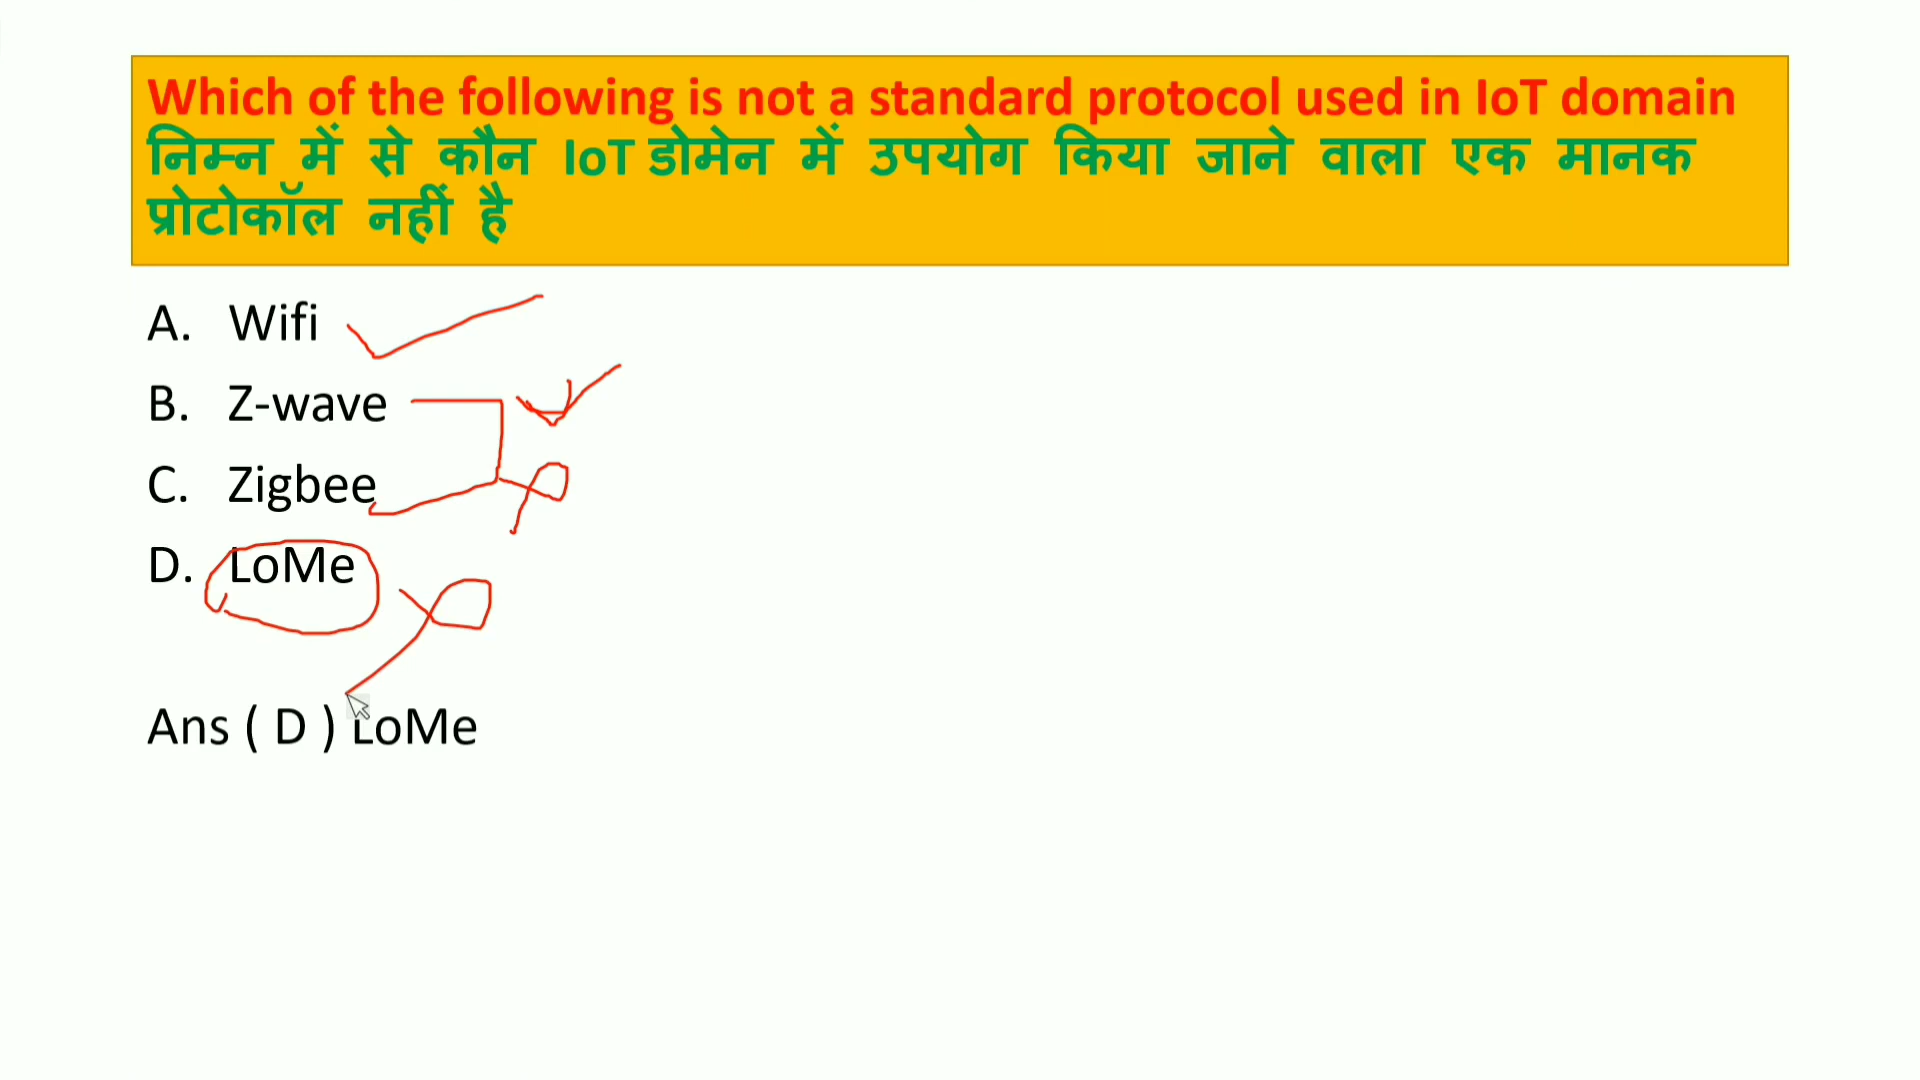 Which of the following is not a standard protocol used in IoT domain
निम्न में से कौन IoT डोमेन में उपयोग किया जाने वाला एक मानक
प्रोटोकॉल नहीं है
A. Wifi
B. Z-wave
C. Zigbee
D. LoMe
Ans ( D ) LoMe